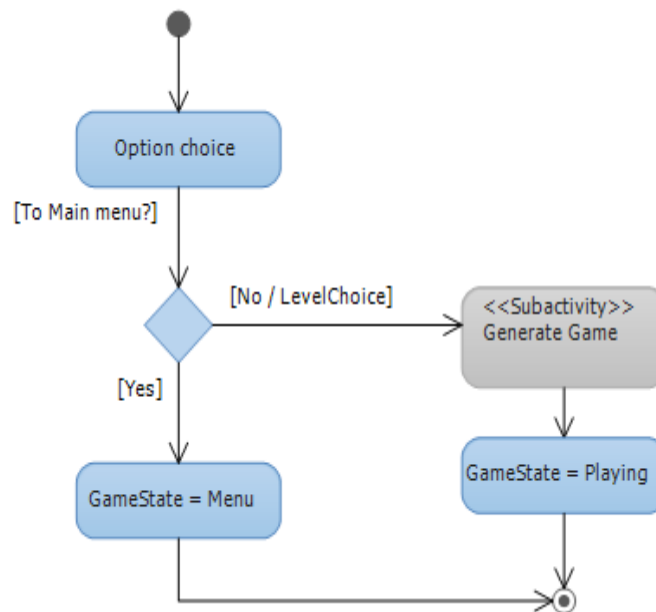 Option choice
[To Main menu?]
[No / LevelChoice]
<<Subactivity>>
Generate Game
[Yes]
GameState = Menu
GameState = Playing